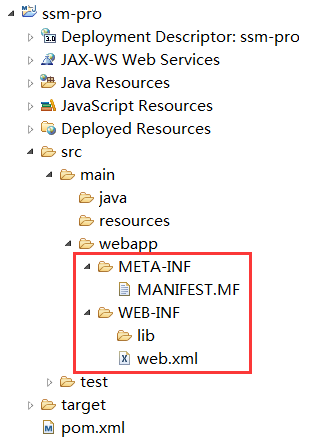 ssm-pro
Deployment Descriptor: ssm-pro
JAX-WS Web Services
Java Resources
JavaScript Resources
Deployed Resources
src
main
java
resources
webapp
META-INF
MANIFEST.MF
WEB-INF
lib
web.xml
test
target
pom.xml